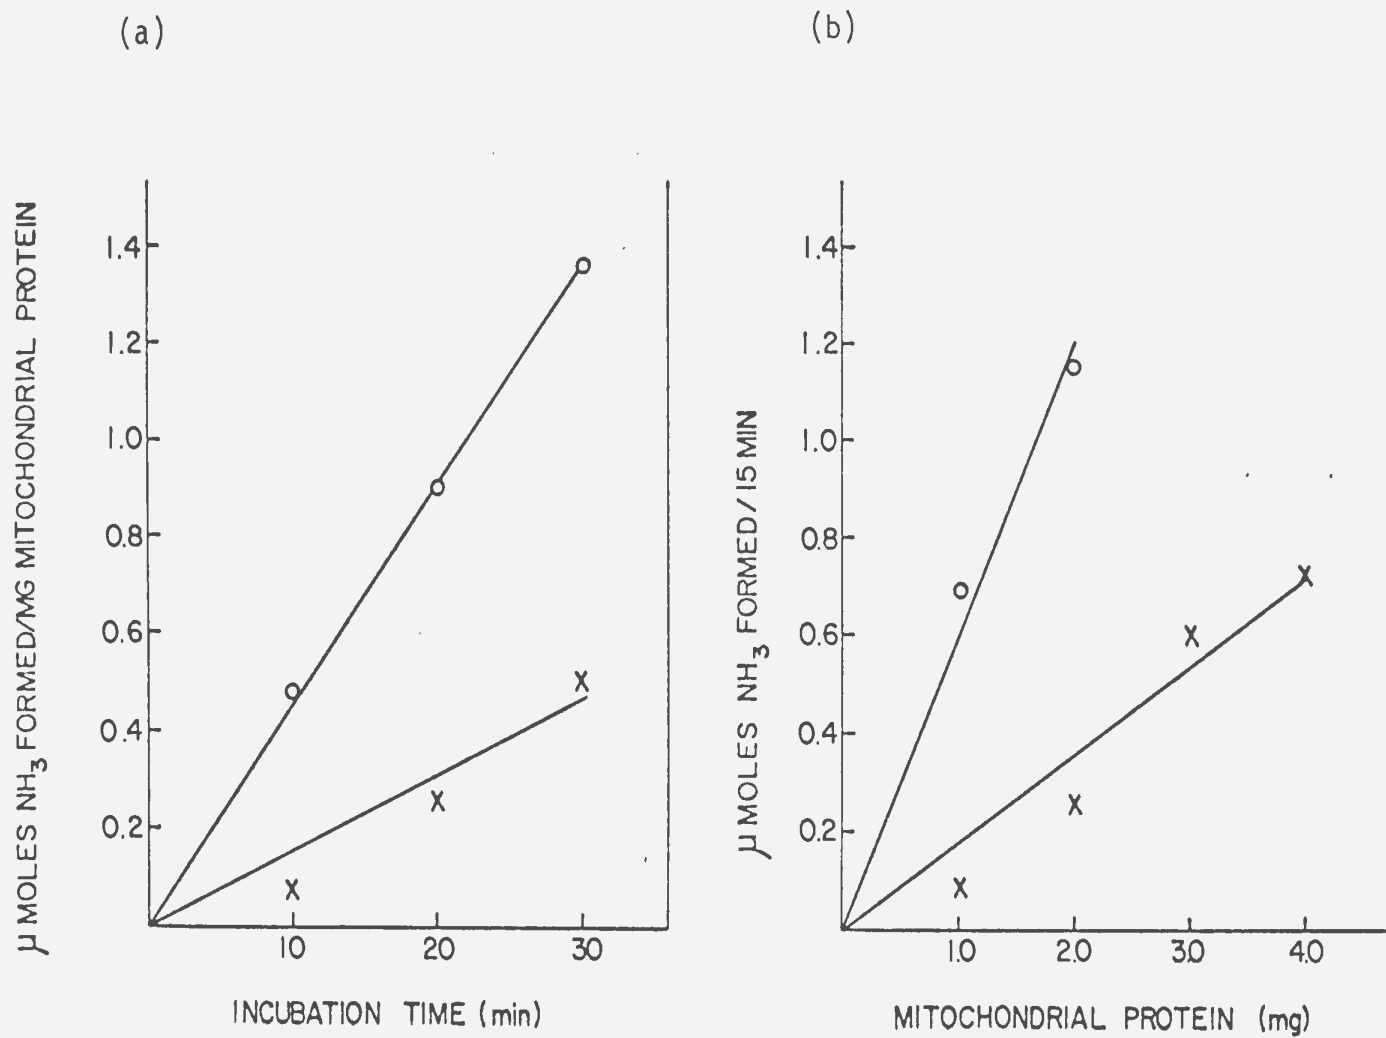 (a)
μMOLES NH3 FORMED/MG MITOCHONDRIAL PROTEIN
1.4
1.2
1.0
0.8
0.6
0.4
0.2
10 20 30
INCUBATION TIME (min)
(b)
μMOLES NH3 FORMED/15 MIN
1.4
1.2
1.0
0.8
0.6
0.4
0.2
1.0 2.0 3.0 4.0
MITOCHONDRIAL PROTEIN (mg)